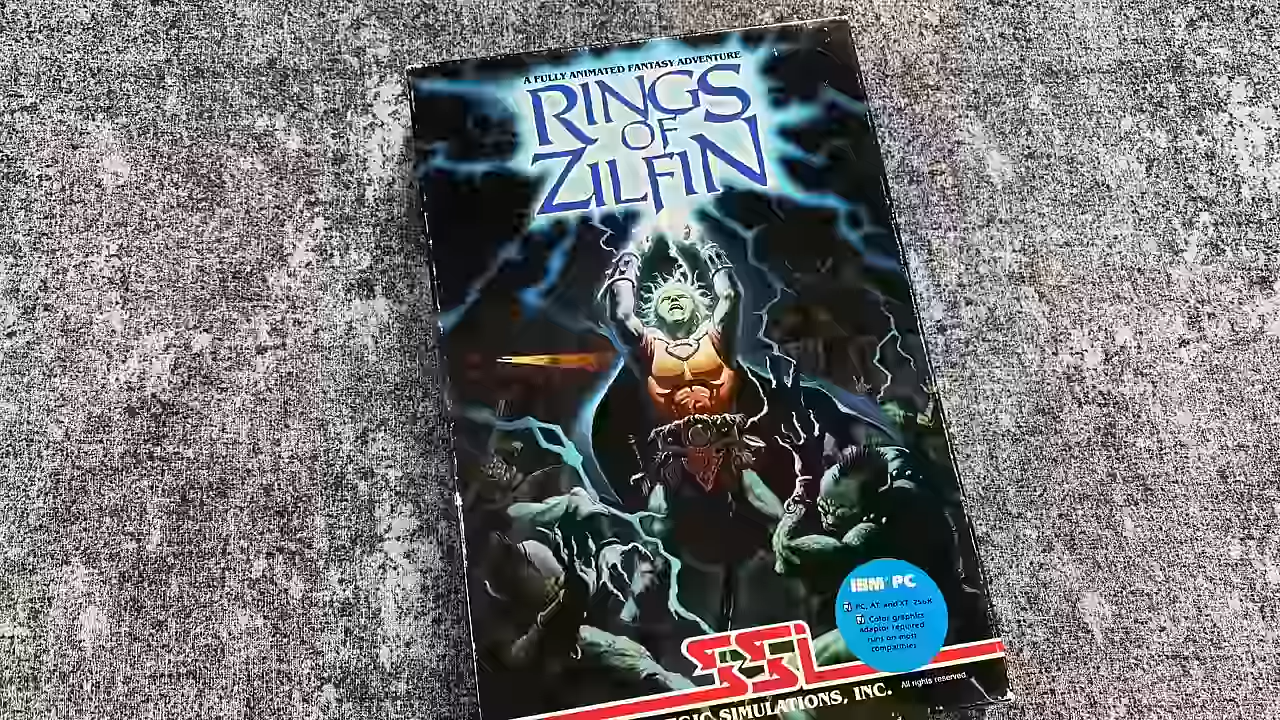 A FULLY ANIMATED FANTASY ADVENTURE
RINGS
OF
ZILFIN
IBM PC
PC, AT and XT 256K
Color graphics
adaptor required
runs on most
compatibles
SSI
SIMULATIONS, INC. All rights reserved.